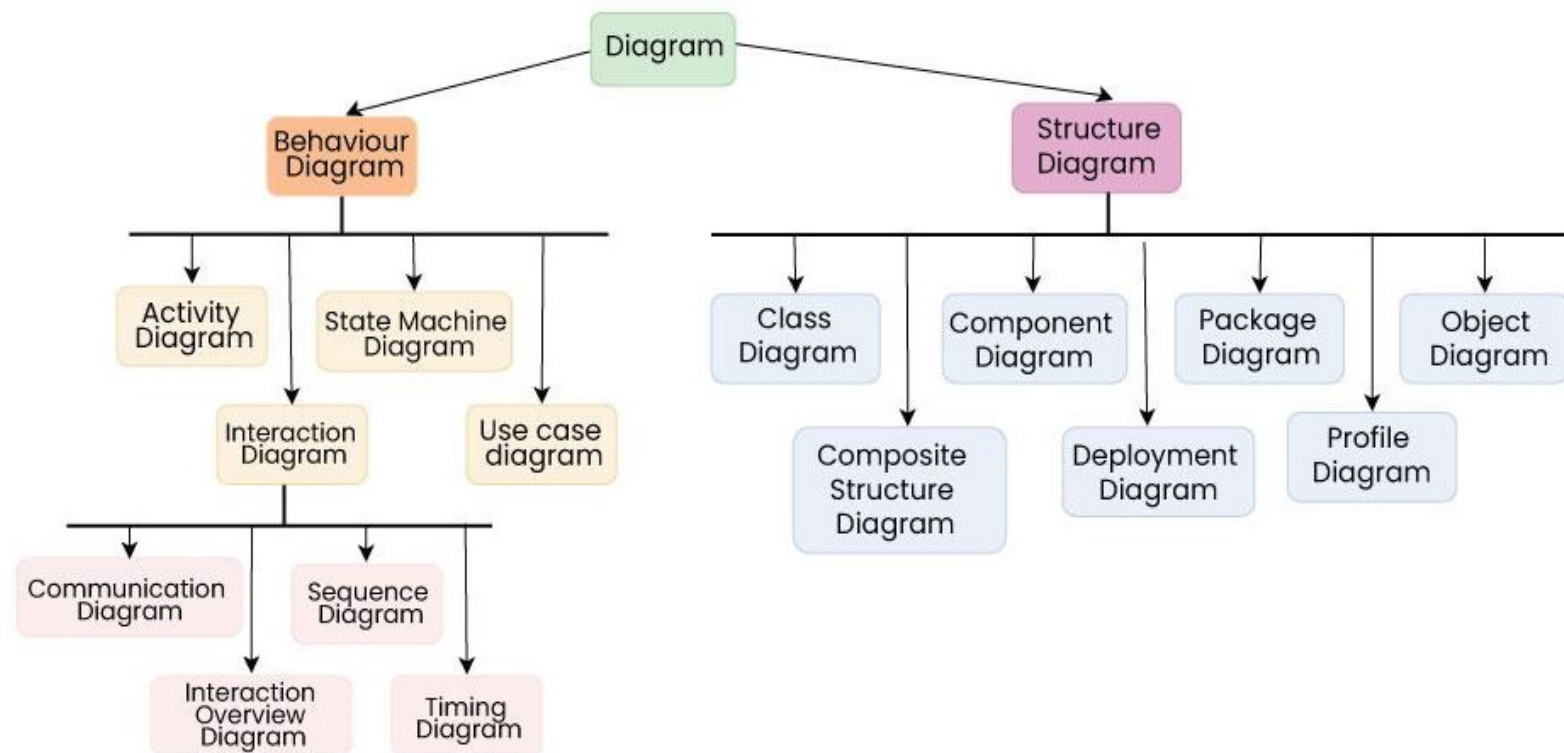 Diagram
Behaviour
Diagram
Structure
Diagram
Activity
Diagram
State Machine
Diagram
Interaction
Diagram
Use case
diagram
Communication
Diagram
Sequence
Diagram
Interaction
Overview
Diagram
Timing
Diagram
Class
Diagram
Component
Diagram
Package
Diagram
Object
Diagram
Composite
Structure
Diagram
Deployment
Diagram
Profile
Diagram